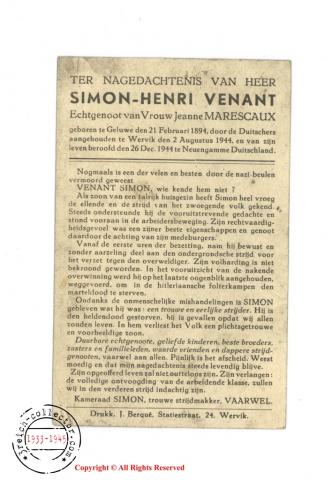 TER NAGEDACHTENIS VAN HEER
SIMON-HENRI VENANT
Echtgenoot van Vrouw Jeanne MARESCAUX
geboren te Geluwe den 21 Februari 1894, door de Duitschers
aangehouden te Wervik den 2 Augustus 1944, en van zijn
leven beroofd den 26 Dec. 1944 te Neuengamme Duitschland.
Nogmaals is een der velen en besten door de nazi-beulen
vermoord geweest
VENANT SIMON, wie kende hem niet ?
Als zoon van een talrijk huisgezin heeft Simon heel vroeg
de ellende en de strijd van het zwoegende volk gekend.
Steeds ondersteunde hij de vooruitstrevende gedachte en
stond vooraan in de arbeidersbeweging. Zijn rechtvaardig-
heidsgevoel was een zijner beste eigenschappen en genoot
daardoor de achting van zijn medeburgers.
Vanaf de eerste uren der bezetting, nam hij bewust en
zonder aarzeling deel aan den ondergrondsche strijd voor
het verzet tegen den overweldiger. Zijn volharding is niet
bekroond geworden. In het vooruitzicht van de nakende
overwinning werd hij op het laatste oogenblik aangehouden,
weggevoerd, om in de hitleriaansche folterkampen den
marteldood te sterven.
Ondanks de onmenschelijke mishandelingen is SIMON
gebleven wat hij was : een trouwe en eerlijke strijder. Hij is
den heldendood gestorven. hij is gevallen opdat wij allen
zouden leven. In hem verliest het Volk een plichtzgetrouwe
en voorbeeldige zoon.
Duurbare echtgenoote, geliefde kinderen, beste broeders,
zusters en familieleden, waarde vrienden en dappere strijd-
genooten, vaarwel aan allen. Pijnlijk is het afscheid. Weest
moedig en dat mijn nagedachtenis steeds levendig blijve.
Zijn opgeofferd leven zal niet nutteloos zijn. Zijn verlangen:
de volledige ontvoogding van de arbeidende klasse, zullen
wij in den verderen strijd indachtig zijn.
Kameraad SIMON, trouwe strijdmakker, VAARWEL.
Drukk. J. Berqué, Statiestraat, 24. Wervik.
3reich-collector.com
1933-1945
Copyright © All Rights Reserved